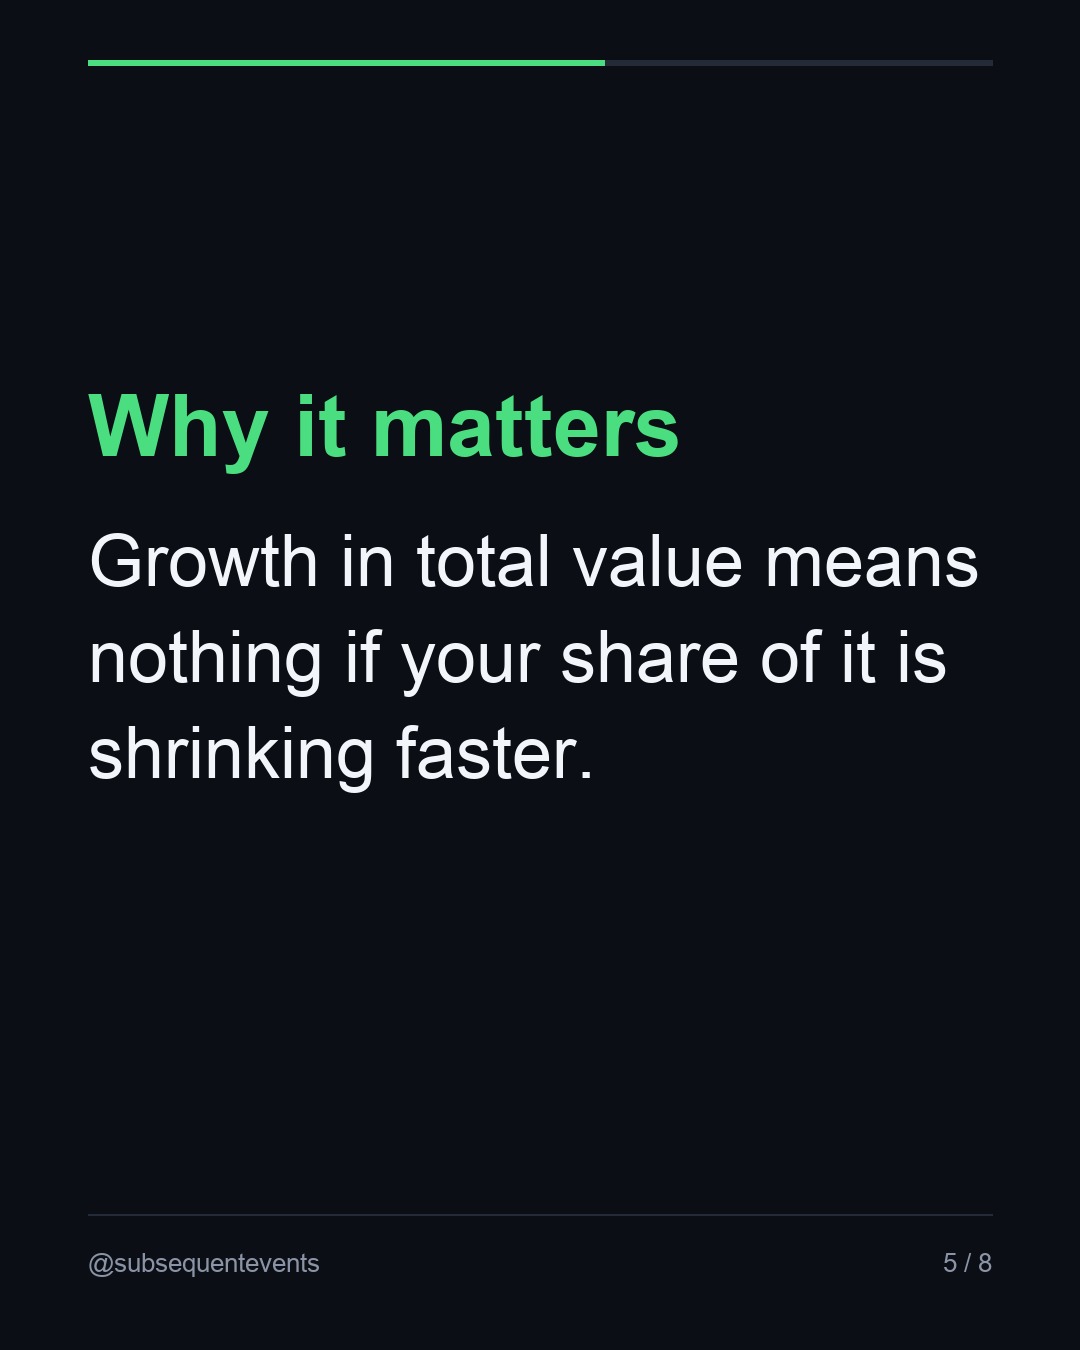 Why it matters
Growth in total value means
nothing if your share of it is
shrinking faster.
@subsequentevents
5 / 8